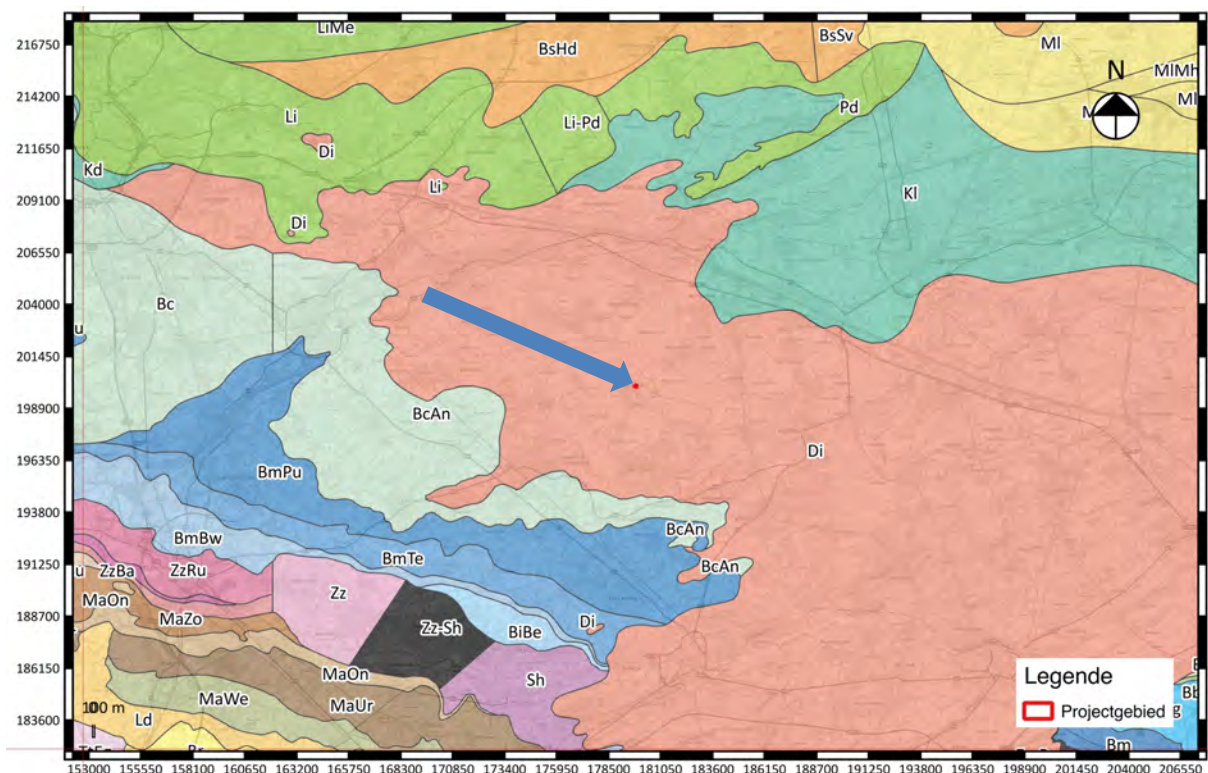 LiMe
BsHd
BsSv
Ml
N
MlMh
Ml
M
Li
Li-Pd
Pd
Di
Kd
Li
Kl
Di
Bc
u
BcAn
Di
BmPu
BcAn
BmBw
BmTe
BcAn
u
ZzBa
ZzRu
Zz
MaOn
MaZo
Zz-Sh
BiBe
Di
MaOn
Sh
MaWe
MaUr
Ld
Bm
100 m
Legende
Projectgebied
216750
214200
211650
209100
206550
204000
201450
198900
196350
193800
191250
188700
186150
183600
153000 155550 158100 160650 163200 165750 168300 170850 173400 175950 178500 181050 183600 186150 188700 191250 193800 196350 198900 201450 204000 206550